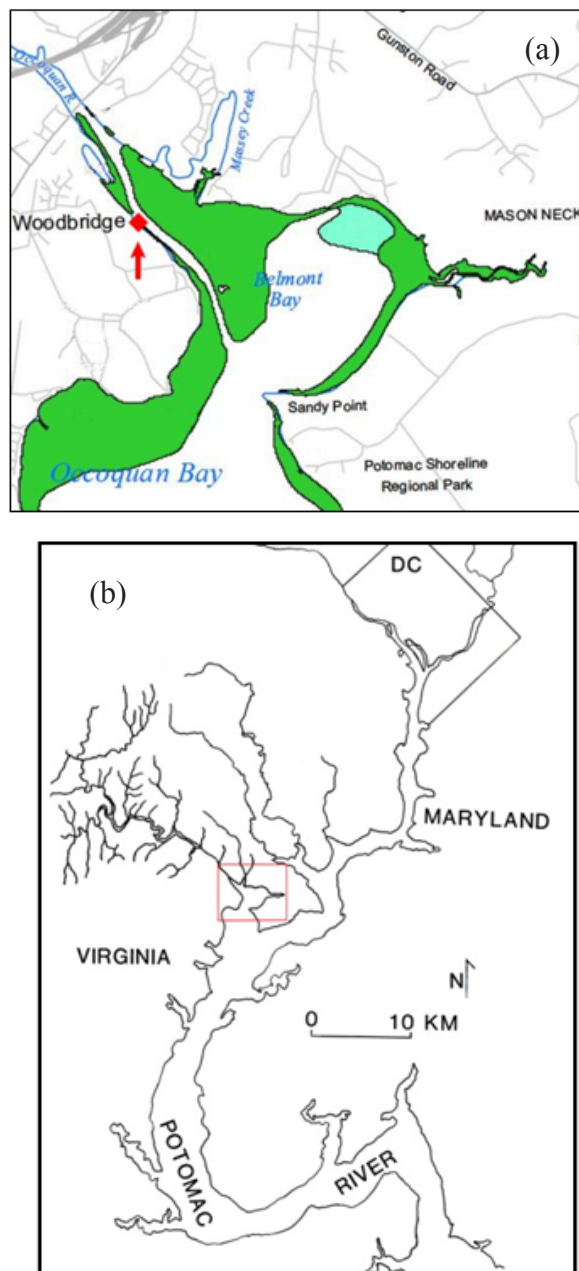 (a)
Gunston Road
Occoquan R
Massey Creek
Woodbridge
MASON NECK
Belmont
Bay
Sandy Point
Potomac Shoreline
Regional Park
Occoquan Bay
(b)
DC
MARYLAND
VIRGINIA
N
0 10 KM
POTOMAC
RIVER